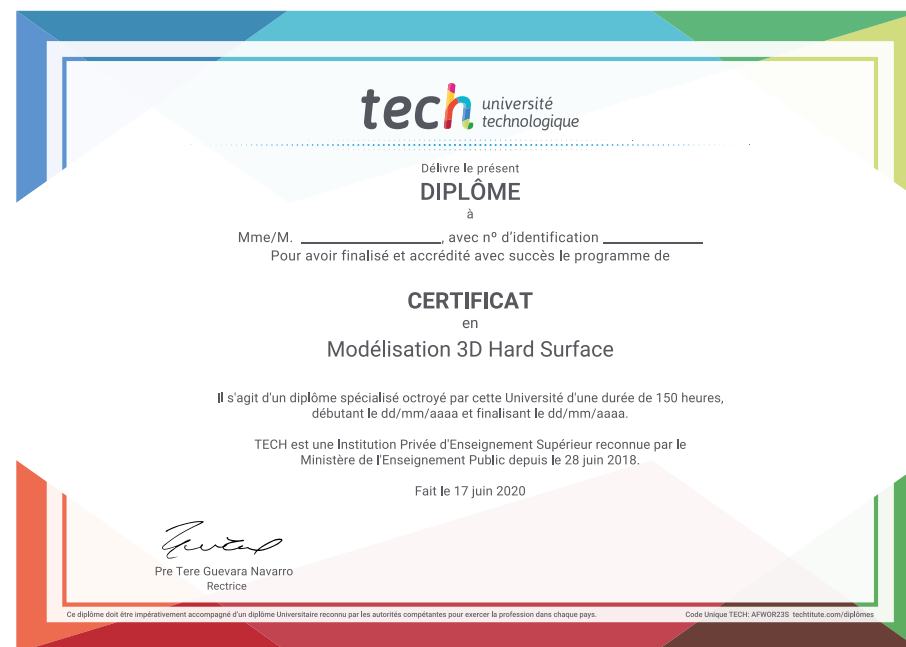 tech université
technologique
Délivre le présent
DIPLÔME
à
Mme/M. ____________________, avec nº d'identification ______________
Pour avoir finalisé et accrédité avec succès le programme de
CERTIFICAT
en
Modélisation 3D Hard Surface
Il s'agit d'un diplôme spécialisé octroyé par cette Université d'une durée de 150 heures,
débutant le dd/mm/aaaa et finalisant le dd/mm/aaaa.
TECH est une Institution Privée d'Enseignement Supérieur reconnue par le
Ministère de l'Enseignement Public depuis le 28 juin 2018.
Fait le 17 juin 2020
Pre Tere Guevara Navarro
Rectrice
Ce diplôme doit être impérativement accompagné d'un diplôme Universitaire reconnu par les autorités compétantes pour exercer la profession dans chaque pays.
Code Unique TECH: AFWOR23S techtitute.com/diplômes